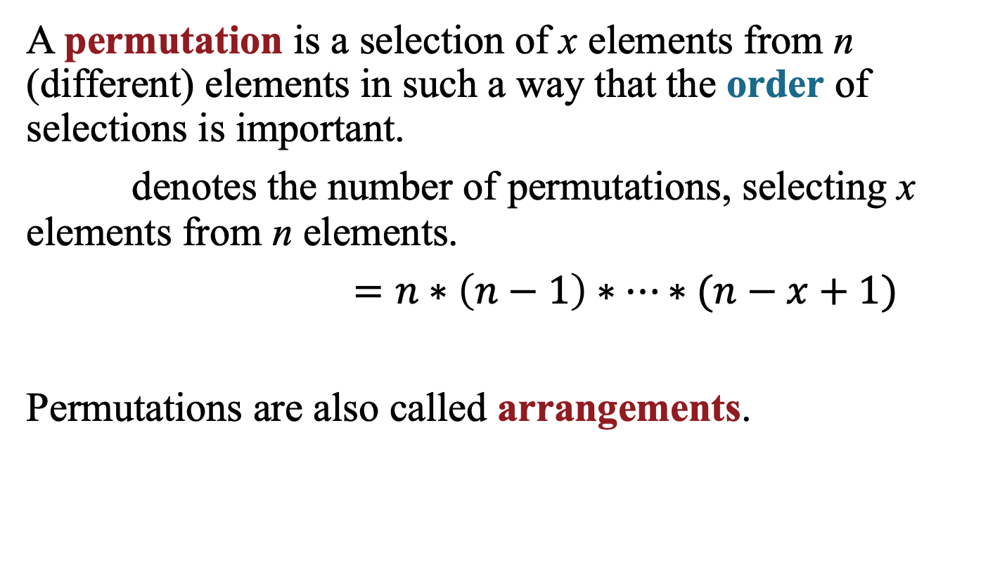 A permutation is a selection of x elements from n
(different) elements in such a way that the order of
selections is important.
denotes the number of permutations, selecting x
elements from n elements.
= n ∗ (n − 1) ∗ ⋯ ∗ (n − x + 1)
Permutations are also called arrangements.